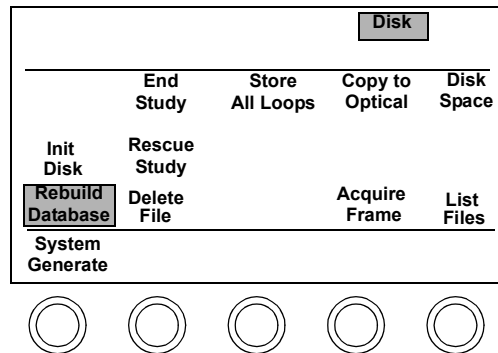 Disk
End Study
Store All Loops
Copy to Optical
Disk Space
Init Disk
Rescue Study
Rebuild Database
Delete File
Acquire Frame
List Files
System Generate